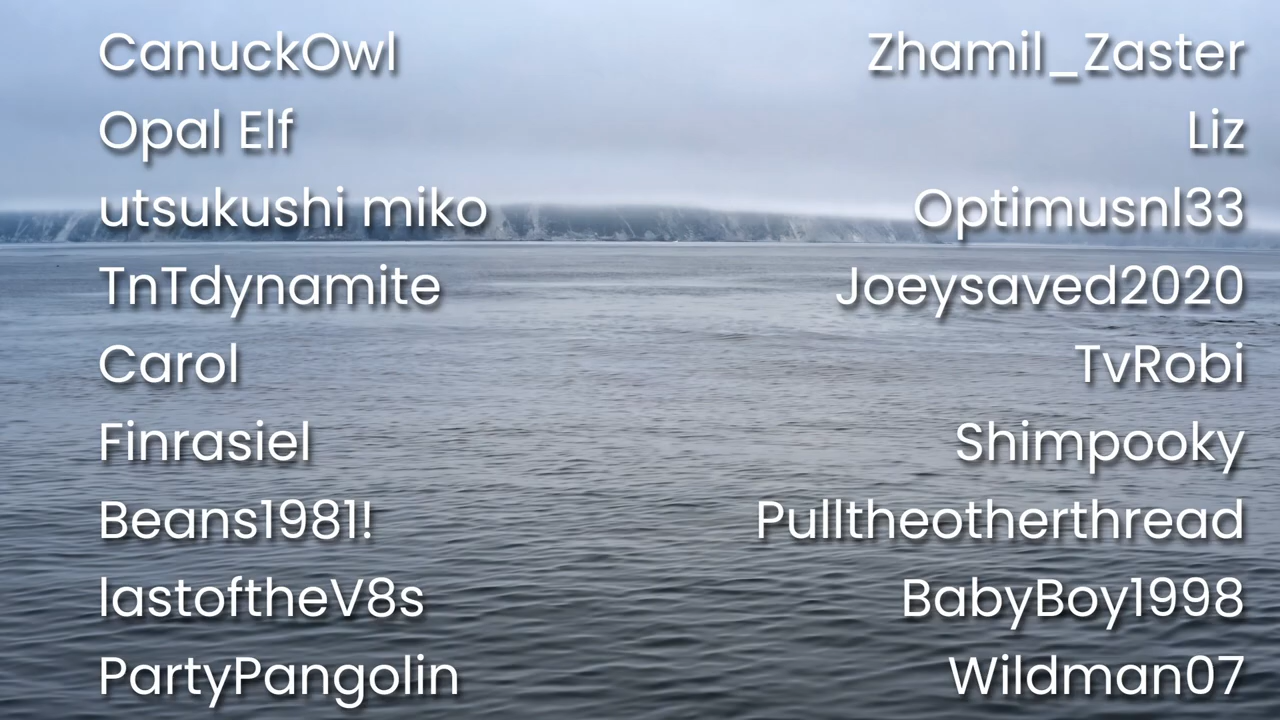 CanuckOwl
Opal Elf
utsukushi miko
TnTdynamite
Carol
Finrasiel
Beans1981!
lastoftheV8s
PartyPangolin
Zhamil_Zaster
Liz
Optimusnl33
Joeysaved2020
TvRobi
Shimpooky
Pulltheotherthread
BabyBoy1998
Wildman07